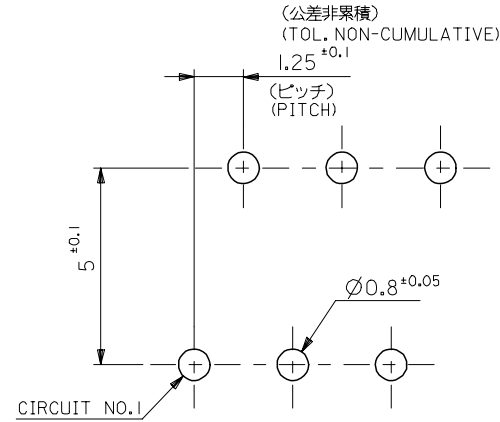 (公差非累積)
(TOL. NON-CUMULATIVE)
1.25 ±0.1
(ピッチ)
(PITCH)
5 ±0.1
Ø0.8 ±0.05
CIRCUIT NO.1